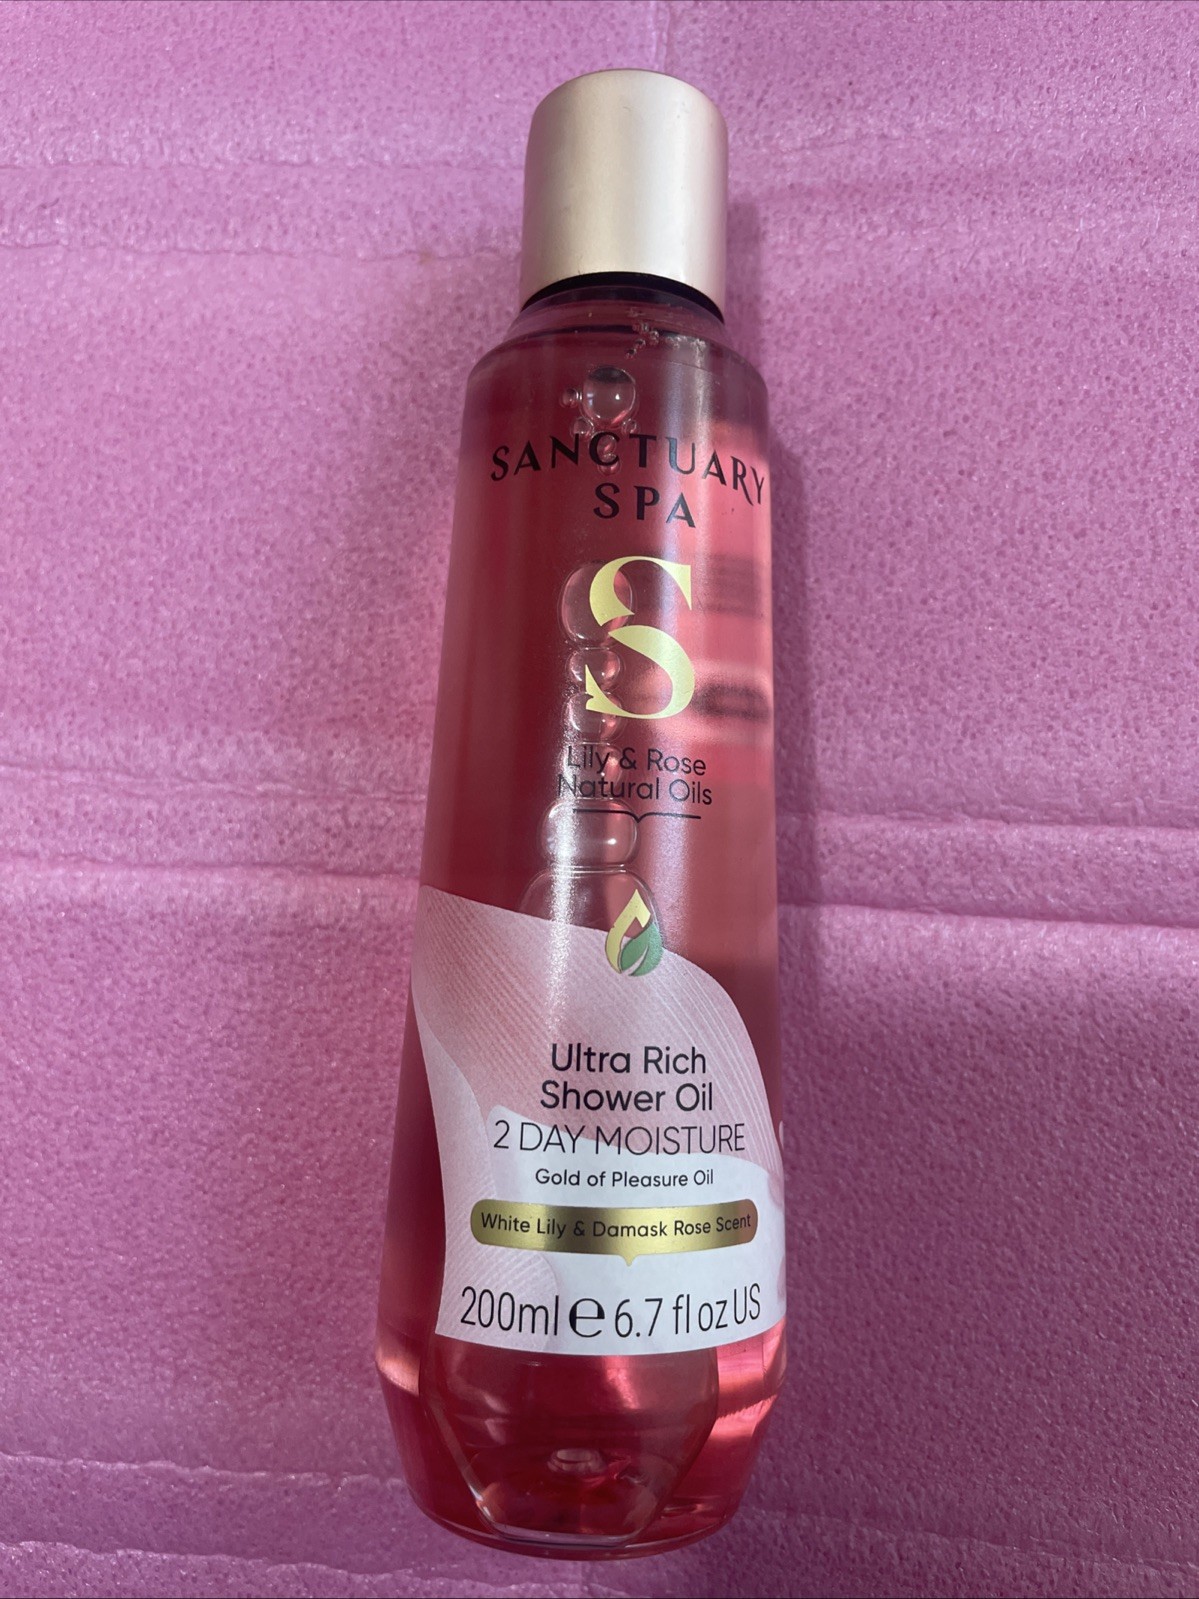 SANCTUARY
SPA
S
Lily & Rose
Natural Oils
Ultra Rich
Shower Oil
2 DAY MOISTURE
Gold of Pleasure Oil
White Lily & Damask Rose Scent
200ml e 6.7 fl oz US